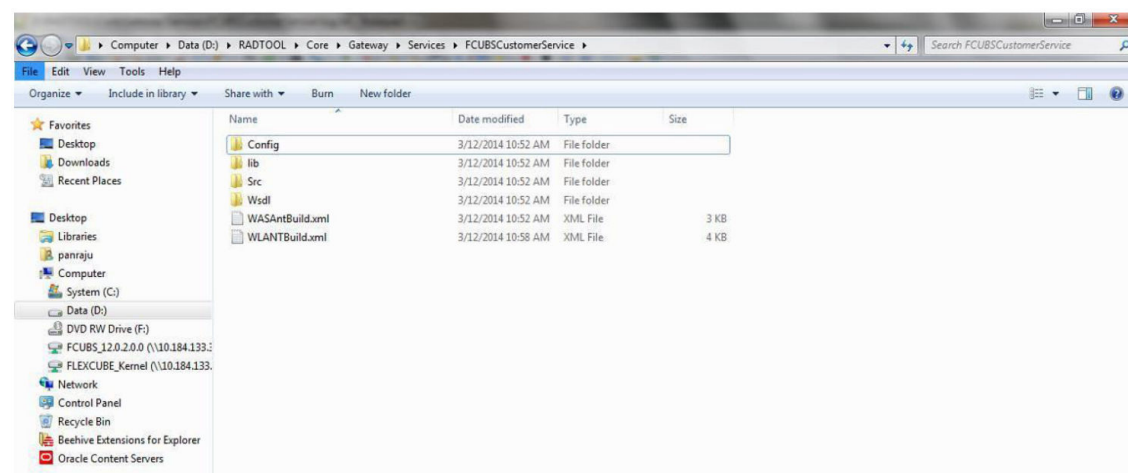 Computer Data (D:) RADTOOL Core Gateway Services FCUBSCustomerService Search FCUBSCustomerService
File Edit View Tools Help
Organize Include in library Share with Burn New folder
Name Date modified Type Size
Favorites
Desktop
Downloads
Recent Places
Desktop
Libraries
panraju
Computer
System (C:)
Data (D:)
DVD RW Drive (F:)
FCUBS_12.0.2.0.0 (\\10.184.133.3
FLEXCUBE_Kernel (\\10.184.133.
Network
Control Panel
Recycle Bin
Beehive Extensions for Explorer
Oracle Content Servers
Config 3/12/2014 10:52 AM File folder
lib 3/12/2014 10:52 AM File folder
Src 3/12/2014 10:52 AM File folder
Wsdl 3/12/2014 10:52 AM File folder
WASAntBuild.xml 3/12/2014 10:52 AM XML File 3 KB
WLANTBuild.xml 3/12/2014 10:58 AM XML File 4 KB